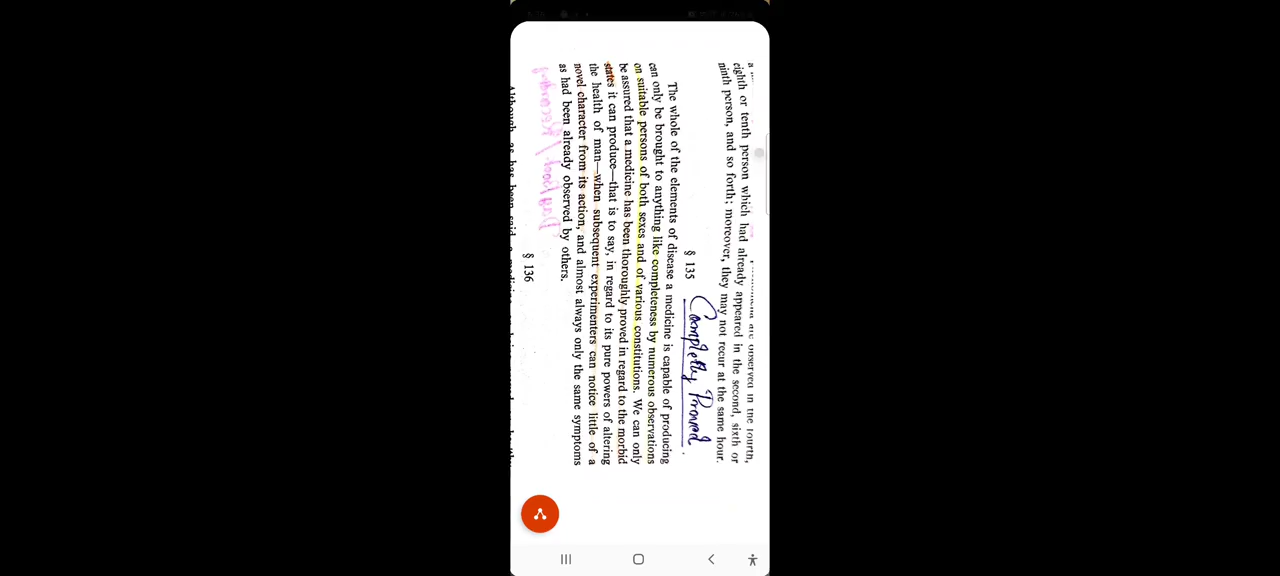 eighth or tenth person which had already appeared in the second, sixth or
ninth person, and so forth; moreover, they may not recur at the same hour.
§ 135
Completly Proved.
The whole of the elements of disease a medicine is capable of producing
can only be brought to anything like completeness by numerous observations
on suitable persons of both sexes and of various constitutions. We can only
be assured that a medicine has been thoroughly proved in regard to the morbid
states it can produce—that is to say, in regard to its pure powers of altering
the health of man—when subsequent experimenters can notice little of a
novel character from its action, and almost always only the same symptoms
as had been already observed by others.
§ 136